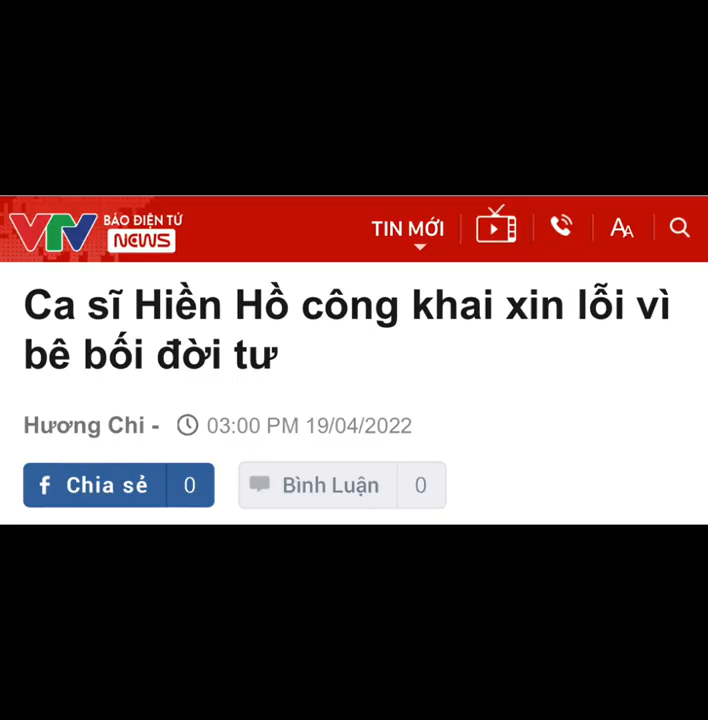 VTV BÁO ĐIỆN TỬ
NEWS
TIN MỚI
AA
Ca sĩ Hiền Hồ công khai xin lỗi vì
bê bối đời tư
Hương Chi - 03:00 PM 19/04/2022
f Chia sẻ 0
Bình Luận 0